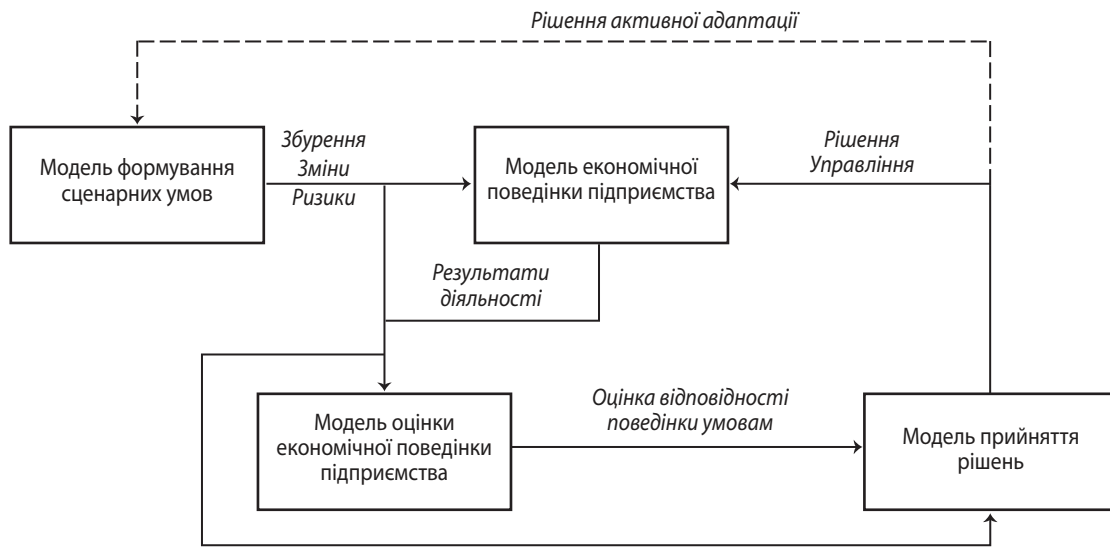 Рішення активної адаптації
Модель формування
сценарних умов
Збурення
Зміни
Ризики
Модель економічної
поведінки підприємства
Рішення
Управління
Результати
діяльності
Модель оцінки
економічної поведінки
підприємства
Оцінка відповідності
поведінки умовам
Модель прийняття
рішень